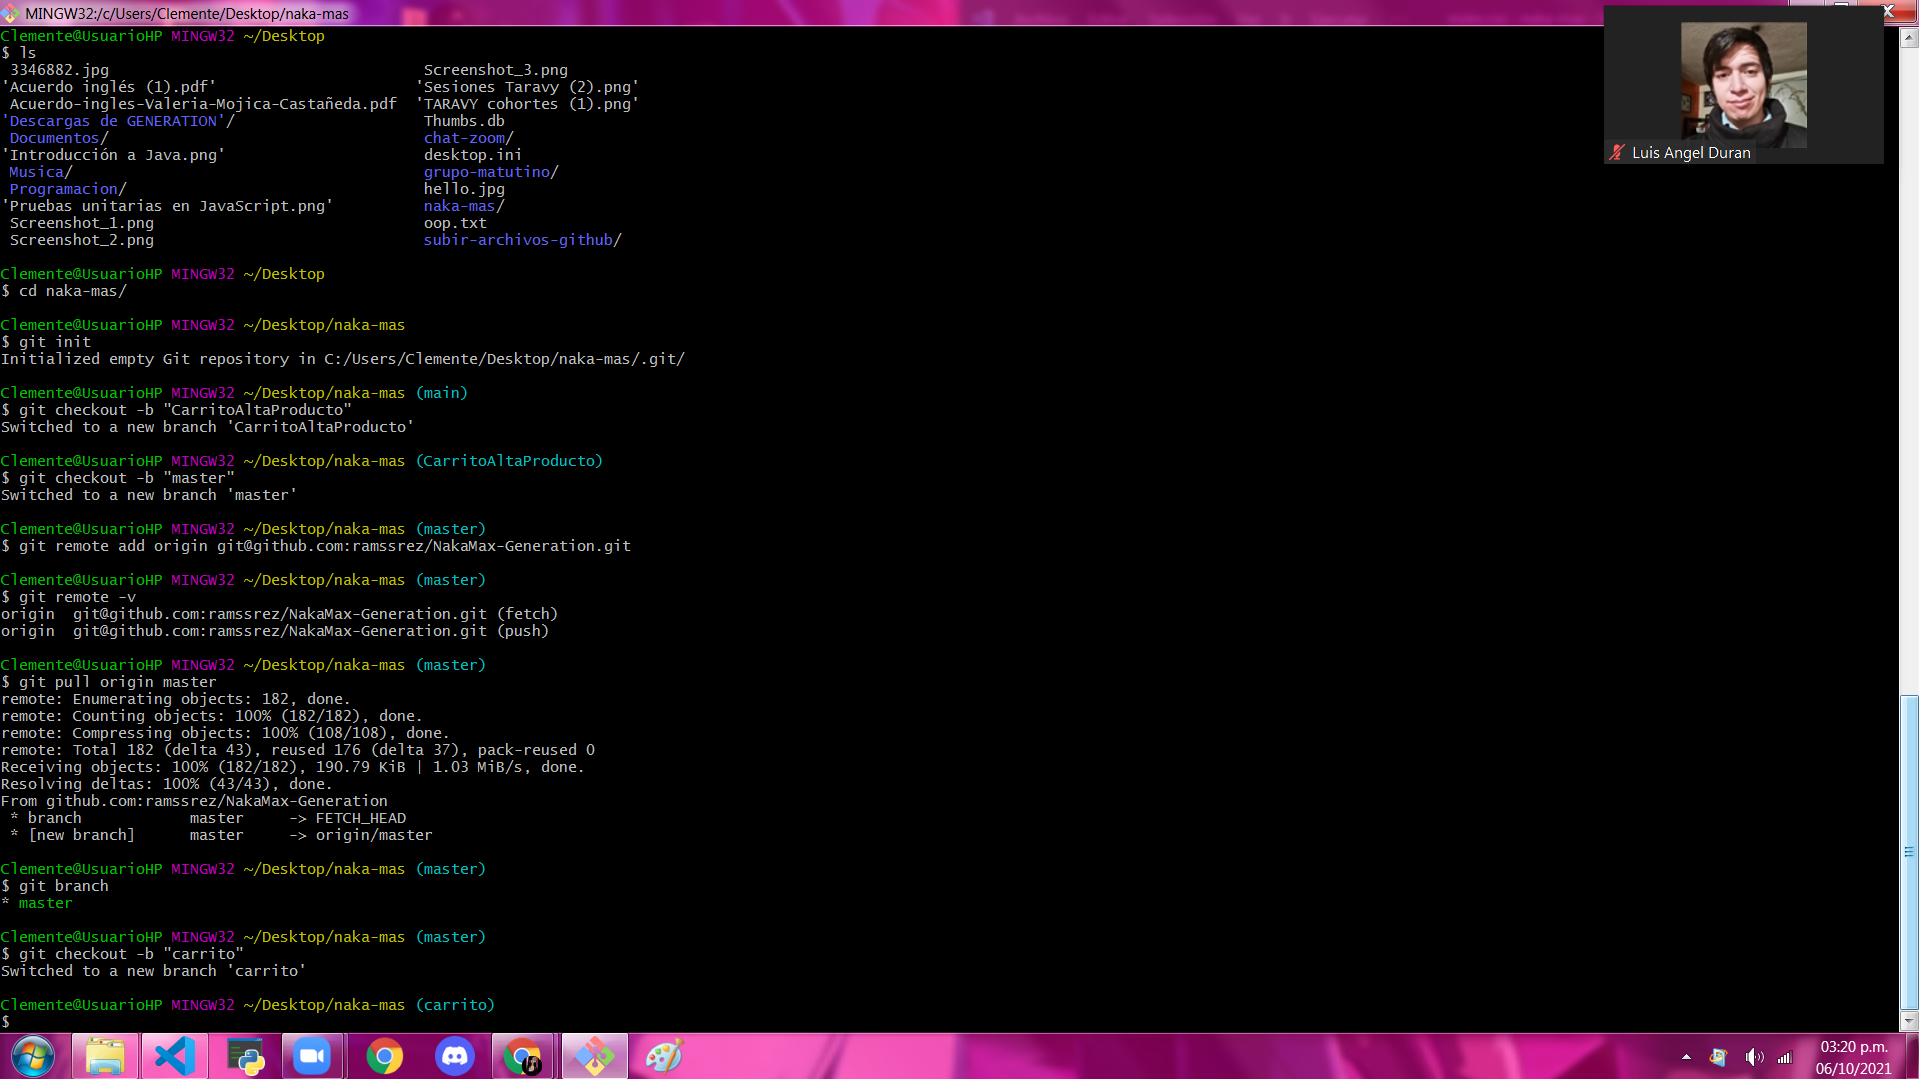 MINGW32:/c/Users/Clemente/Desktop/naka-mas
Clemente@UsuarioHP MINGW32 ~/Desktop
$ ls
3346882.jpg Screenshot_3.png
'Acuerdo inglés (1).pdf' 'Sesiones Taravy (2).png'
Acuerdo-ingles-Valeria-Mojica-Castañeda.pdf 'TARAVY cohortes (1).png'
'Descargas de GENERATION'/ Thumbs.db
Documentos/ chat-zoom/
'Introducción a Java.png' desktop.ini
Musica/ grupo-matutino/
Programacion/ hello.jpg
'Pruebas unitarias en JavaScript.png' naka-mas/
Screenshot_1.png oop.txt
Screenshot_2.png subir-archivos-github/
Clemente@UsuarioHP MINGW32 ~/Desktop
$ cd naka-mas/
Clemente@UsuarioHP MINGW32 ~/Desktop/naka-mas
$ git init
Initialized empty Git repository in C:/Users/Clemente/Desktop/naka-mas/.git/
Clemente@UsuarioHP MINGW32 ~/Desktop/naka-mas (main)
$ git checkout -b "CarritoAltaProducto"
Switched to a new branch 'CarritoAltaProducto'
Clemente@UsuarioHP MINGW32 ~/Desktop/naka-mas (CarritoAltaProducto)
$ git checkout -b "master"
Switched to a new branch 'master'
Clemente@UsuarioHP MINGW32 ~/Desktop/naka-mas (master)
$ git remote add origin git@github.com:ramssrez/NakaMax-Generation.git
Clemente@UsuarioHP MINGW32 ~/Desktop/naka-mas (master)
$ git remote -v
origin git@github.com:ramssrez/NakaMax-Generation.git (fetch)
origin git@github.com:ramssrez/NakaMax-Generation.git (push)
Clemente@UsuarioHP MINGW32 ~/Desktop/naka-mas (master)
$ git pull origin master
remote: Enumerating objects: 182, done.
remote: Counting objects: 100% (182/182), done.
remote: Compressing objects: 100% (108/108), done.
remote: Total 182 (delta 43), reused 176 (delta 37), pack-reused 0
Receiving objects: 100% (182/182), 190.79 KiB | 1.03 MiB/s, done.
Resolving deltas: 100% (43/43), done.
From github.com:ramssrez/NakaMax-Generation
* branch master -> FETCH_HEAD
* [new branch] master -> origin/master
Clemente@UsuarioHP MINGW32 ~/Desktop/naka-mas (master)
$ git branch
* master
Clemente@UsuarioHP MINGW32 ~/Desktop/naka-mas (master)
$ git checkout -b "carrito"
Switched to a new branch 'carrito'
Clemente@UsuarioHP MINGW32 ~/Desktop/naka-mas (carrito)
$
Luis Angel Duran
03:20 p.m.
06/10/2021